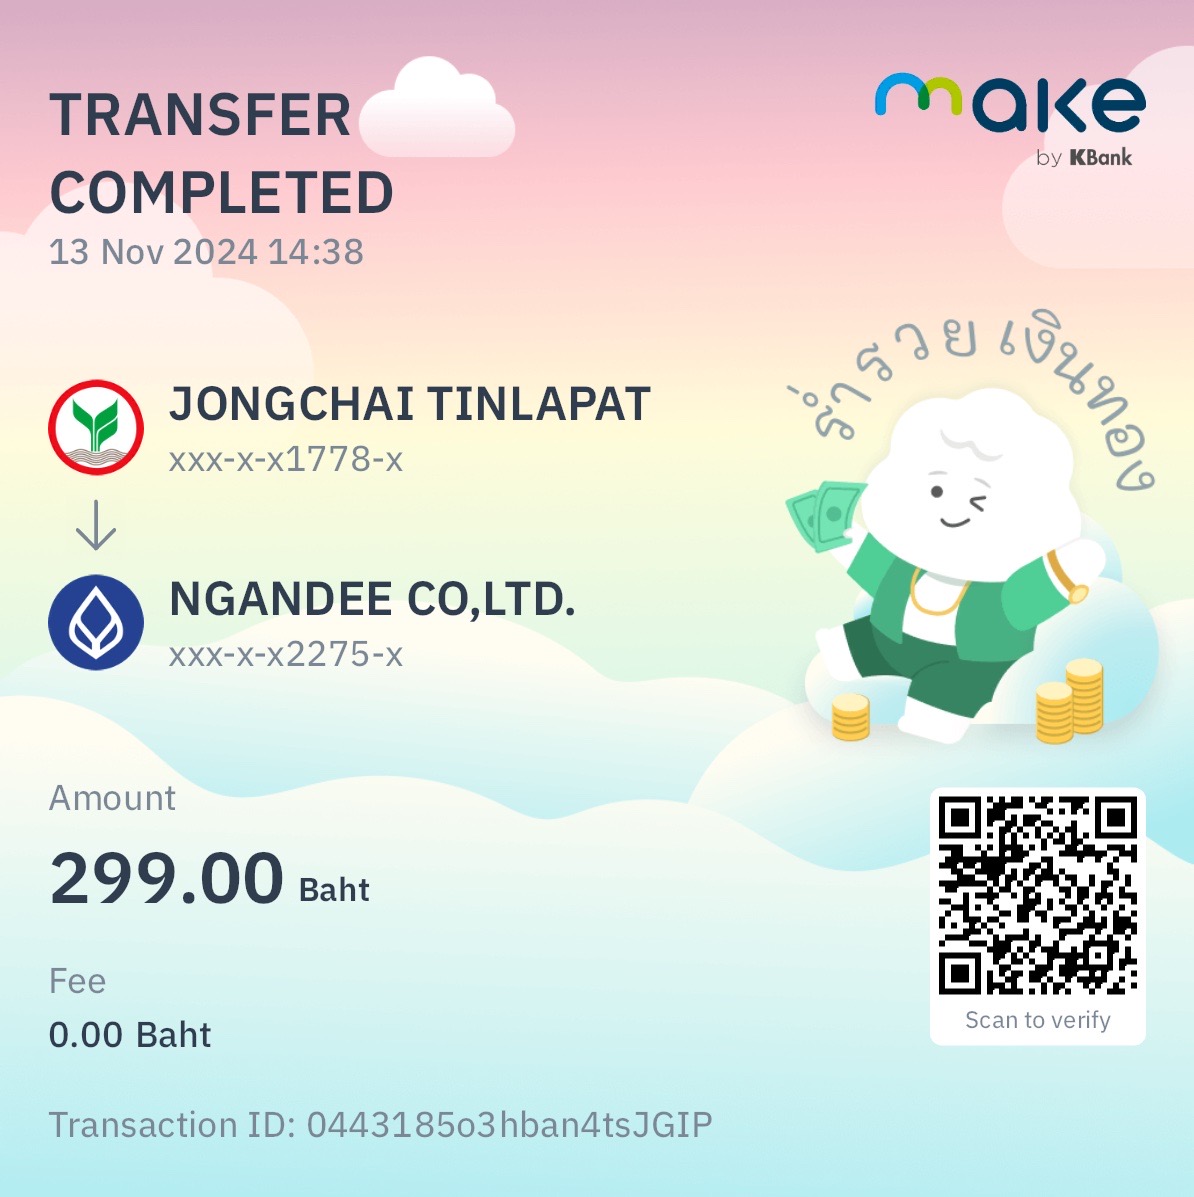 TRANSFER
COMPLETED
13 Nov 2024 14:38
make
by KBank
ร่ำรวย เงินทอง
JONGCHAI TINLAPAT
xxx-x-x1778-x
NGANDEE CO,LTD.
xxx-x-x2275-x
Amount
299.00 Baht
Fee
0.00 Baht
Scan to verify
Transaction ID: 0443185o3hban4tsJGIP